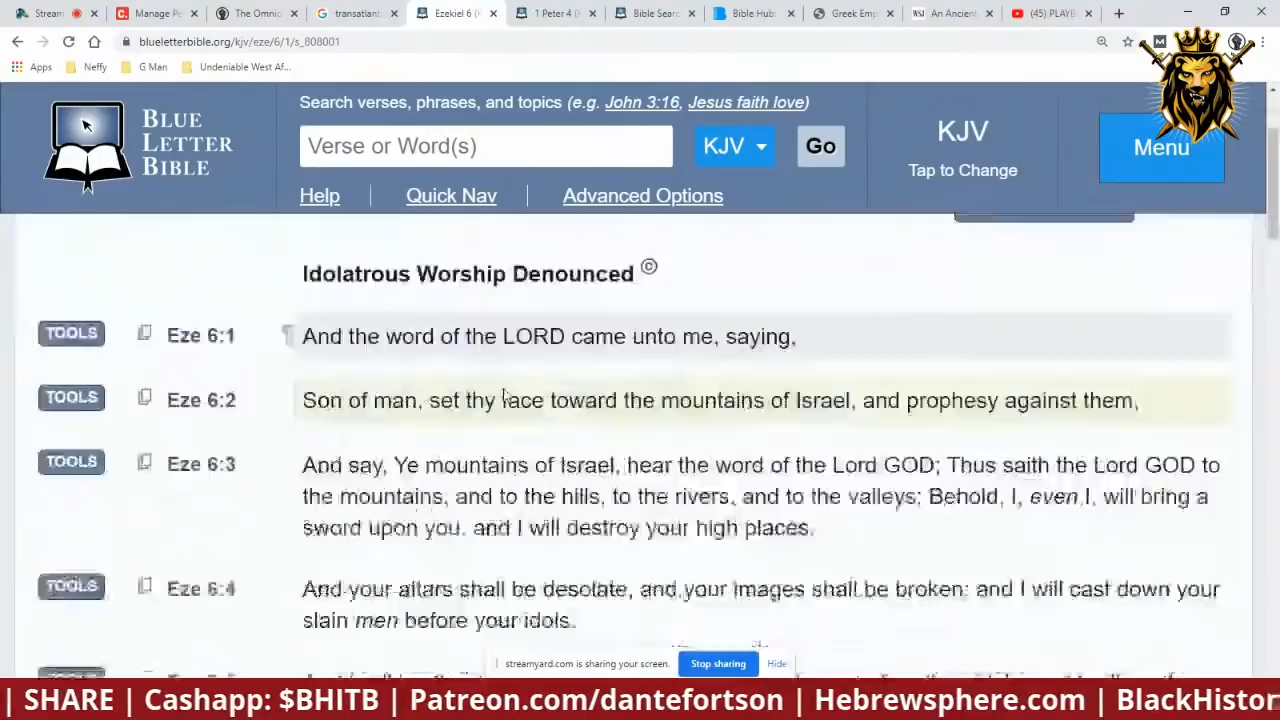 Stream
Manage Pe
The Omnic
transatlant
Ezekiel 6 (
1 Peter 4 (
Bible Sear
Bible Hub
Greek Emp
WSJ An Ancient
(45) PLAYE
blueletterbible.org/kjv/eze/6/1/s_808001
Apps Neffy G Man Undeniable West Af...
BLUE LETTER BIBLE
Search verses, phrases, and topics (e.g. John 3:16, Jesus faith love)
Verse or Word(s) KJV Go
Help Quick Nav Advanced Options
KJV
Tap to Change
Menu
Idolatrous Worship Denounced ©
TOOLS Eze 6:1 ¶ And the word of the LORD came unto me, saying,
TOOLS Eze 6:2 Son of man, set thy face toward the mountains of Israel, and prophesy against them,
TOOLS Eze 6:3 And say, Ye mountains of Israel, hear the word of the Lord GOD; Thus saith the Lord GOD to
the mountains, and to the hills, to the rivers, and to the valleys; Behold, I, even I, will bring a
sword upon you, and I will destroy your high places.
TOOLS Eze 6:4 And your altars shall be desolate, and your images shall be broken: and I will cast down your
slain men before your idols.
streamyard.com is sharing your screen. Stop sharing Hide
| SHARE | Cashapp: $BHITB | Patreon.com/dantefortson | Hebrewsphere.com | BlackHistor